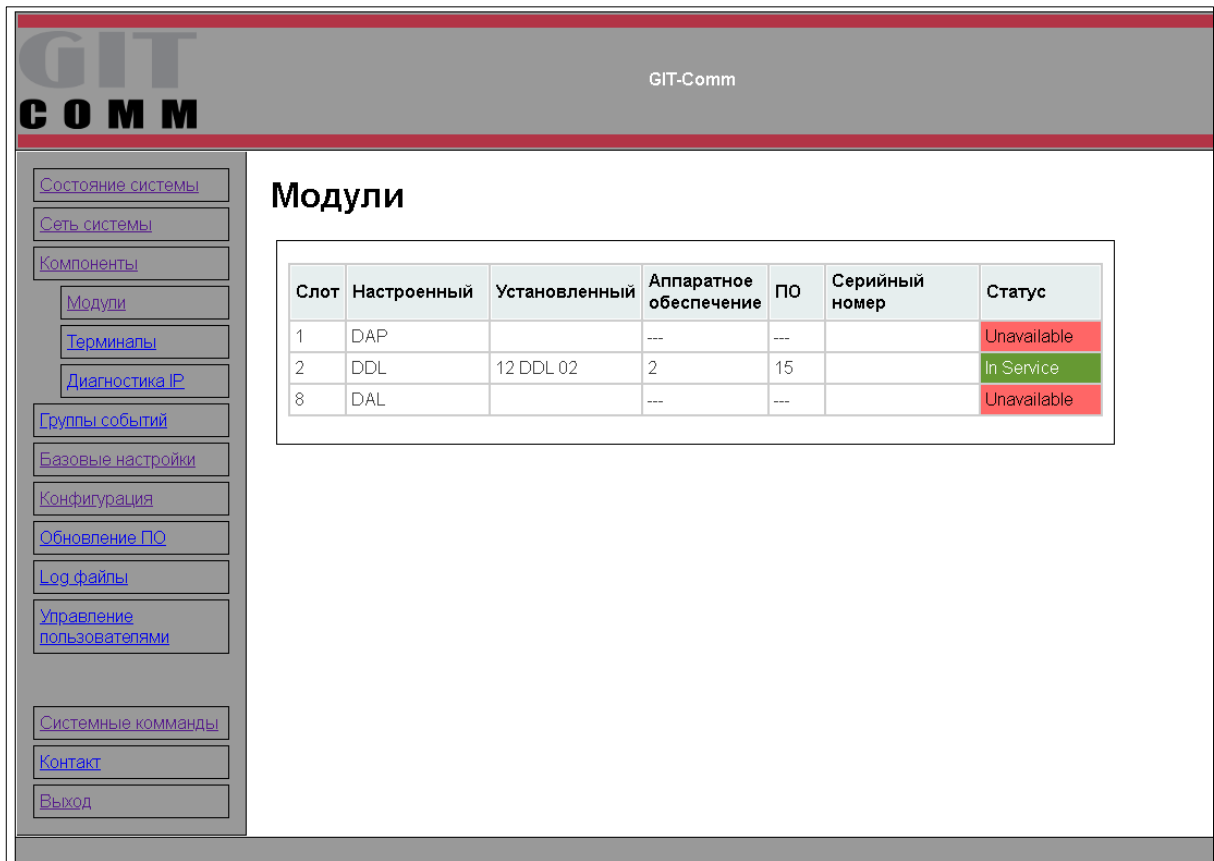 GIT
COMM
GIT-Comm
Состояние системы
Сеть системы
Компоненты
Модули
Терминалы
Диагностика IP
Группы событий
Базовые настройки
Конфигурация
Обновление ПО
Log файлы
Управление
пользователями
Системные комманды
Контакт
Выход
Модули
Слот Настроенный Установленный Аппаратное обеспечение ПО Серийный номер Статус
1 DAP --- --- Unavailable
2 DDL 12 DDL 02 2 15 In Service
8 DAL --- --- Unavailable